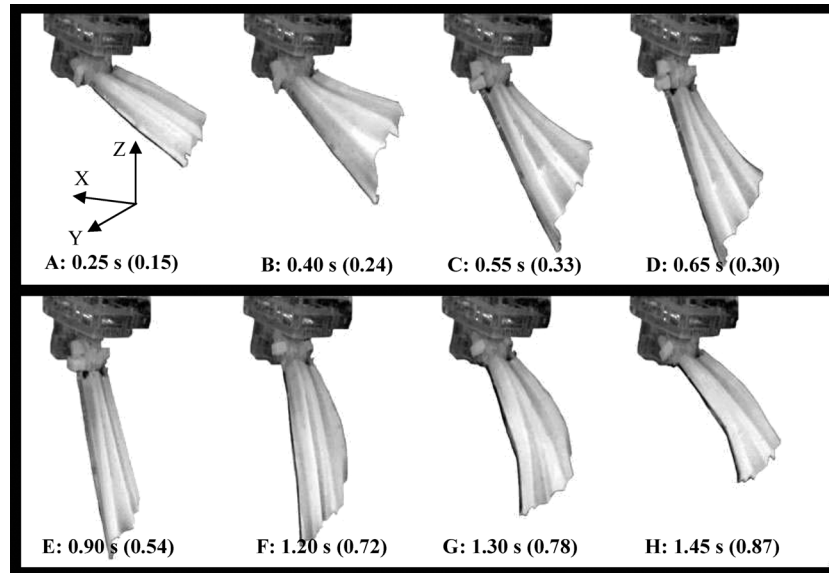 Z
X
Y
A: 0.25 s (0.15) B: 0.40 s (0.24) C: 0.55 s (0.33) D: 0.65 s (0.30)
E: 0.90 s (0.54) F: 1.20 s (0.72) G: 1.30 s (0.78) H: 1.45 s (0.87)